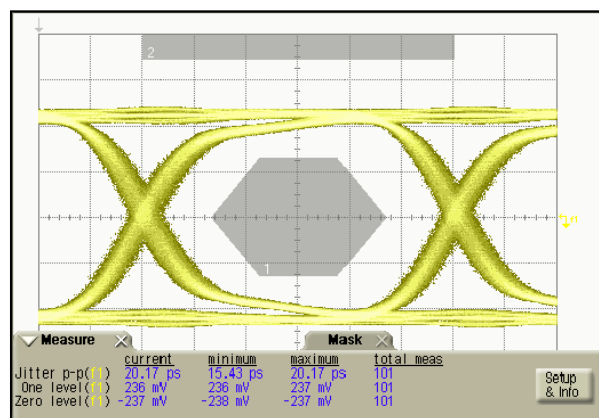 2
1
f1
Measure
Mask
current minimum maximum total meas
Jitter p-p(f1) 20.17 ps 15.43 ps 20.17 ps 101
One level(f1) 236 mV 236 mV 237 mV 101
Zero level(f1) -237 mV -238 mV -237 mV 101
Setup
& Info